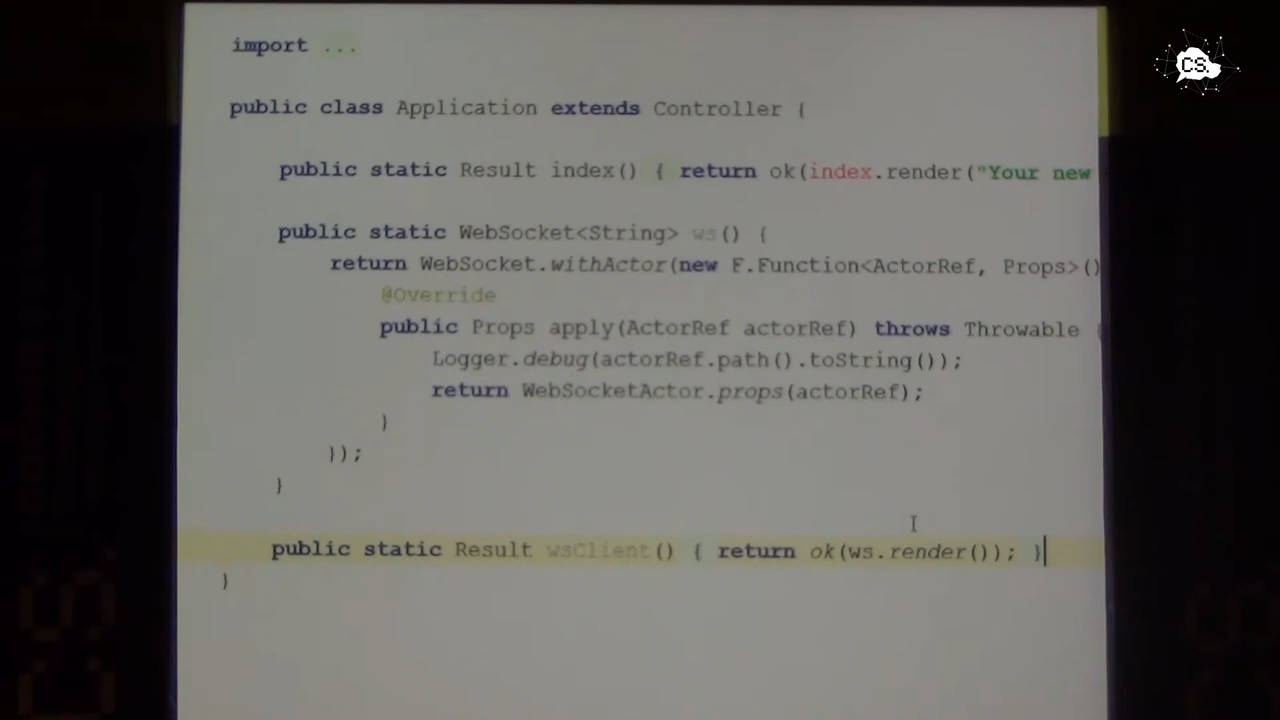 import ...
public class Application extends Controller {
public static Result index() { return ok(index.render("Your new
public static WebSocket<String> ws() {
return WebSocket.withActor(new F.Function<ActorRef, Props>()
@Override
public Props apply(ActorRef actorRef) throws Throwable {
Logger.debug(actorRef.path().toString());
return WebSocketActor.props(actorRef);
}
});
}
public static Result wsClient() { return ok(ws.render()); }
}
CS.